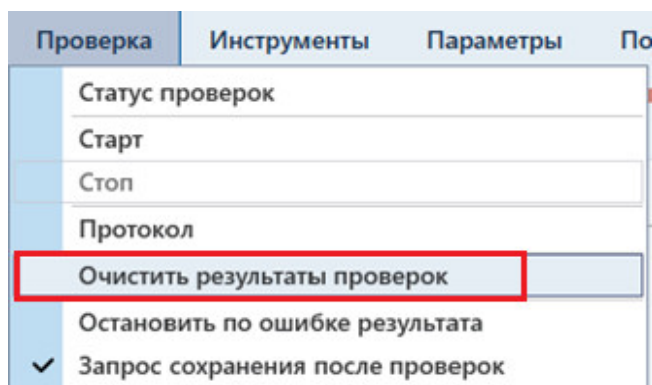 Проверка Инструменты Параметры По
Статус проверок
Старт
Стоп
Протокол
Очистить результаты проверок
Остановить по ошибке результата
Запрос сохранения после проверок